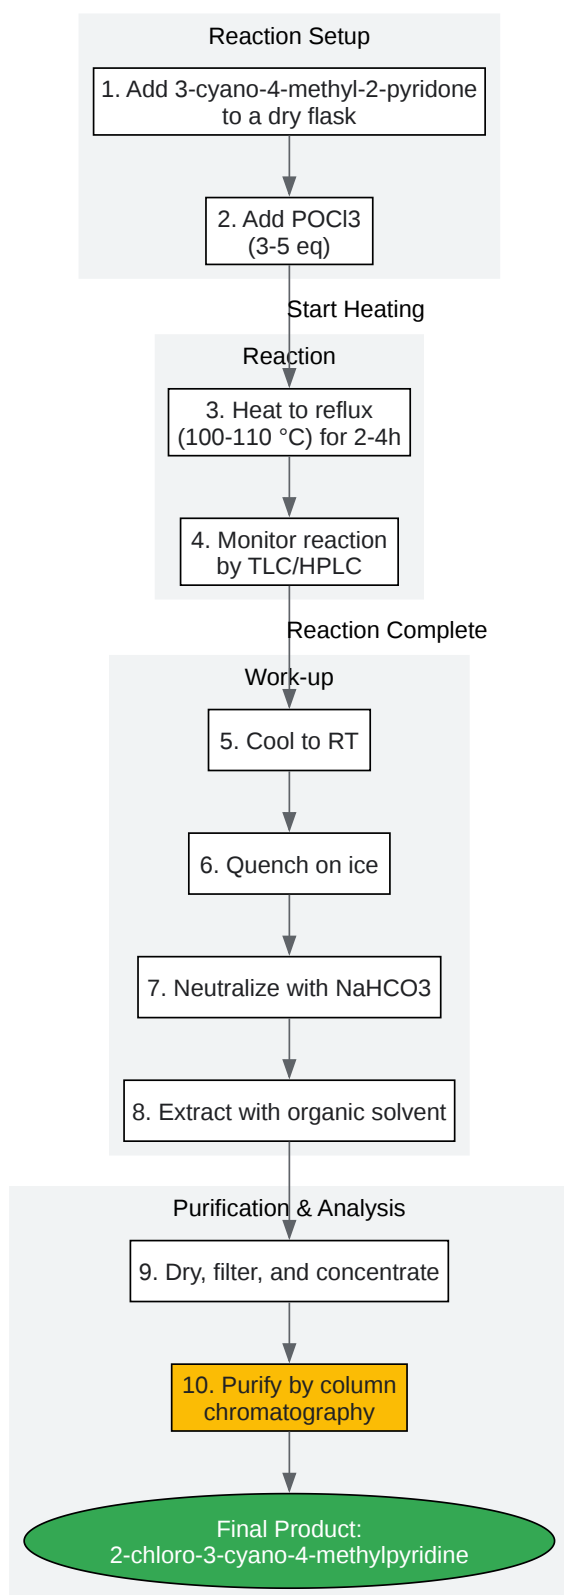 Reaction Setup
1. Add 3-cyano-4-methyl-2-pyridone
to a dry flask
2. Add POCl3
(3-5 eq)
Start Heating
Reaction
3. Heat to reflux
(100-110 °C) for 2-4h
4. Monitor reaction
by TLC/HPLC
Reaction Complete
Work-up
5. Cool to RT
6. Quench on ice
7. Neutralize with NaHCO3
8. Extract with organic solvent
Purification & Analysis
9. Dry, filter, and concentrate
10. Purify by column
chromatography
Final Product:
2-chloro-3-cyano-4-methylpyridine